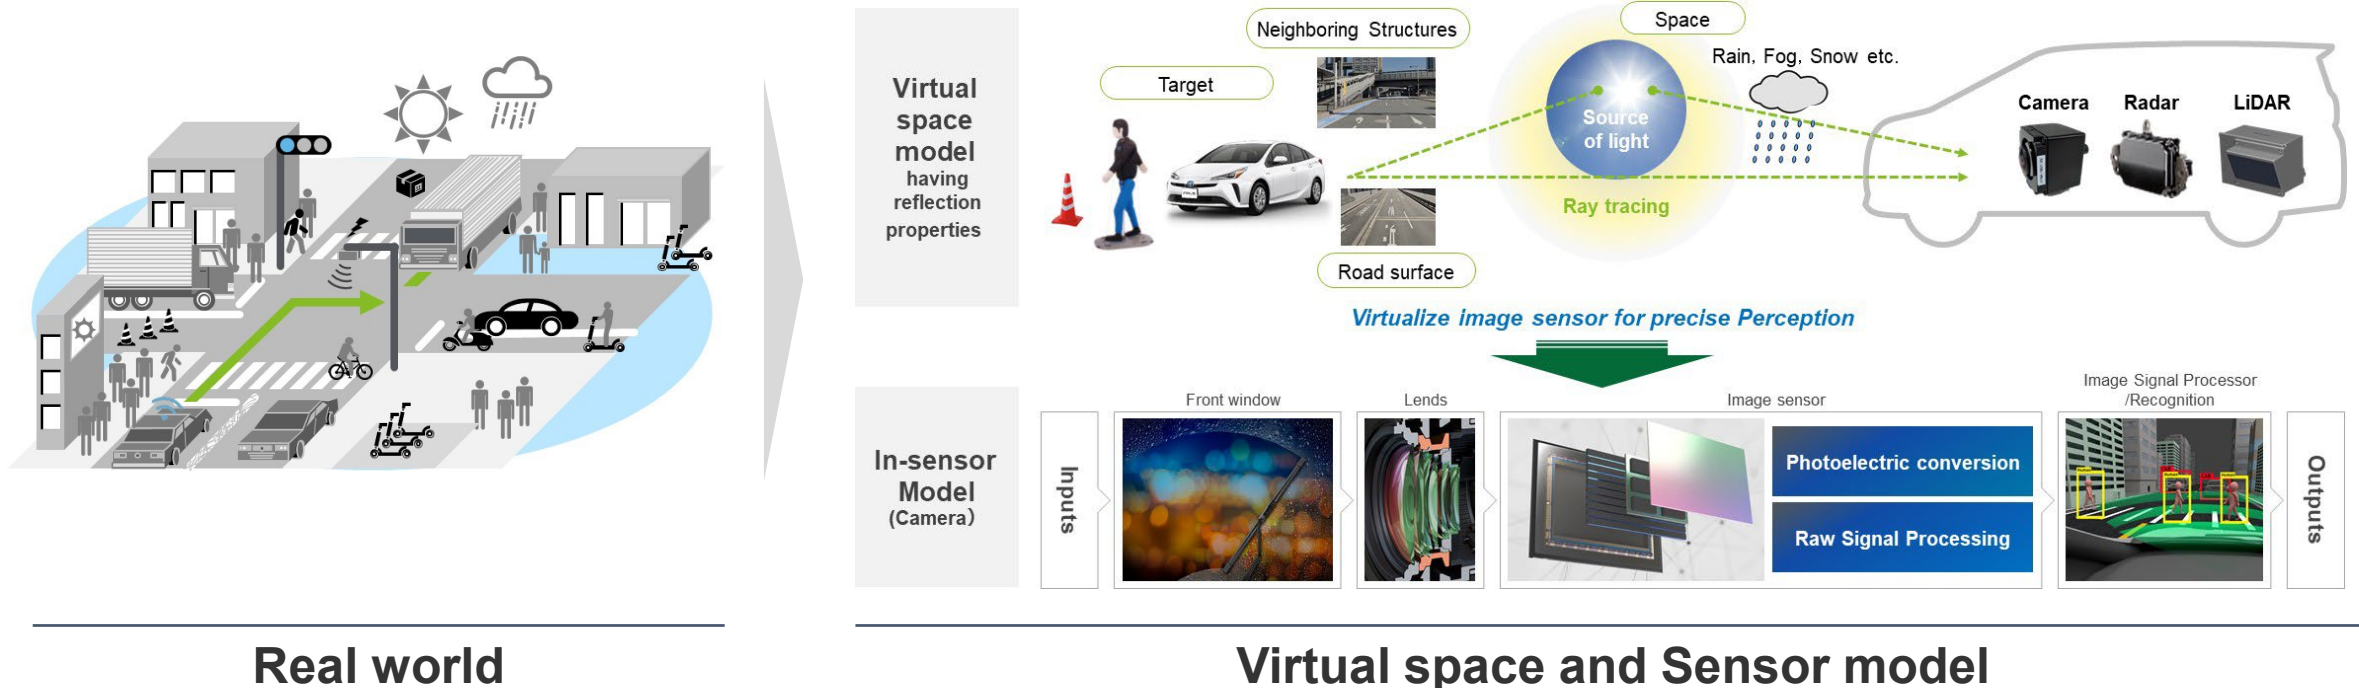 Virtual
space
model
having
reflection
properties
Target
Neighboring Structures
Space
Rain, Fog, Snow etc.
Source
of light
Ray tracing
Road surface
Camera
Radar
LiDAR
Virtualize image sensor for precise Perception
In-sensor
Model
(Camera)
Inputs
Front window
Lends
Image sensor
Photoelectric conversion
Raw Signal Processing
Image Signal Processor
/Recognition
Outputs
Real world
Virtual space and Sensor model